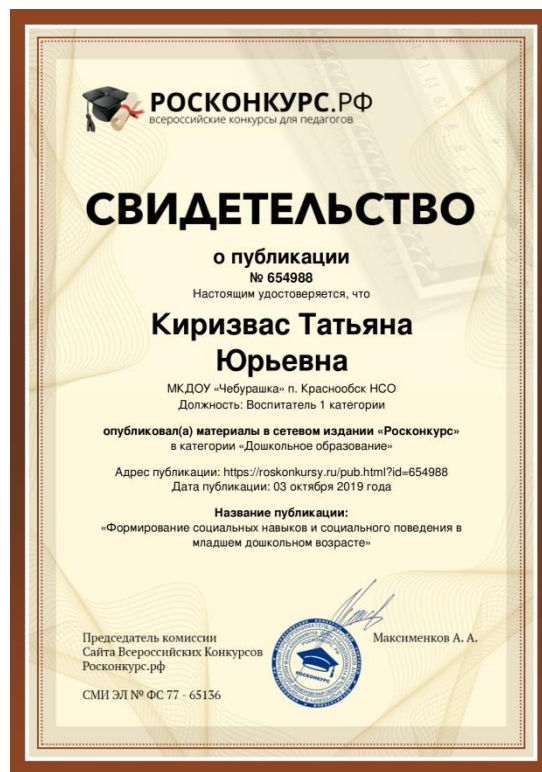 РОСКОНКУРС.РФ
всероссийские конкурсы для педагогов
СВИДЕТЕЛЬСТВО
о публикации
№ 654988
Настоящим удостоверяется, что
Киризвас Татьяна
Юрьевна
МКДОУ «Чебурашка» п. Краснообск НСО
Должность: Воспитатель 1 категории
опубликовал(а) материалы в сетевом издании «Росконкурс»
в категории «Дошкольное образование»
Адрес публикации: https://roskonkursy.ru/pub.html?id=654988
Дата публикации: 03 октября 2019 года
Название публикации:
«Формирование социальных навыков и социального поведения в
младшем дошкольном возрасте»
Председатель комиссии
Сайта Всероссийских Конкурсов
Росконкурс.рф
Максименков А. А.
РОСКОНКУРС
СМИ ЭЛ № ФС 77 - 65136